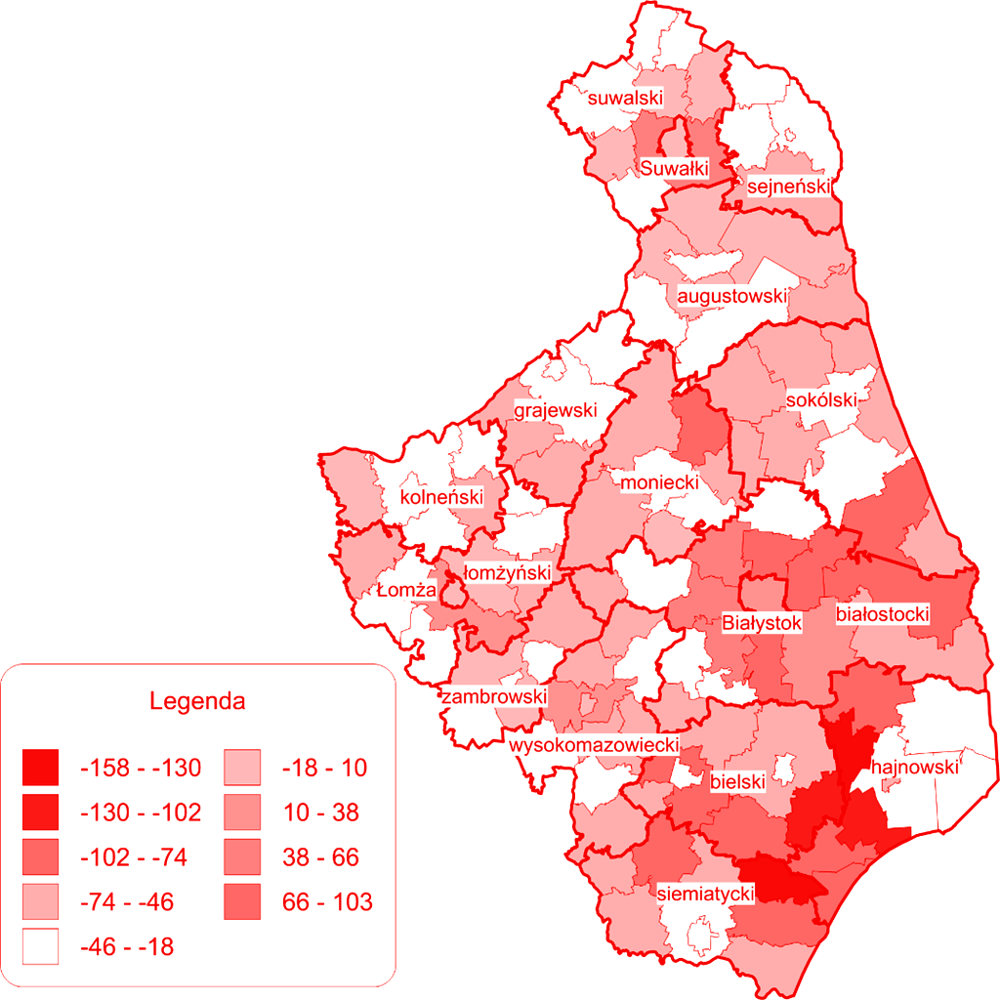 suwalski
Suwałki
sejneński
augustowski
sokólski
grajewski
moniecki
kolneński
łomżyński
Łomża
białostocki
Białystok
zambrowski
wysokomazowiecki
hajnowski
bielski
siemiatycki
Legenda
-158 - -130
-130 - -102
-102 - -74
-74 - -46
-46 - -18
-18 - 10
10 - 38
38 - 66
66 - 103